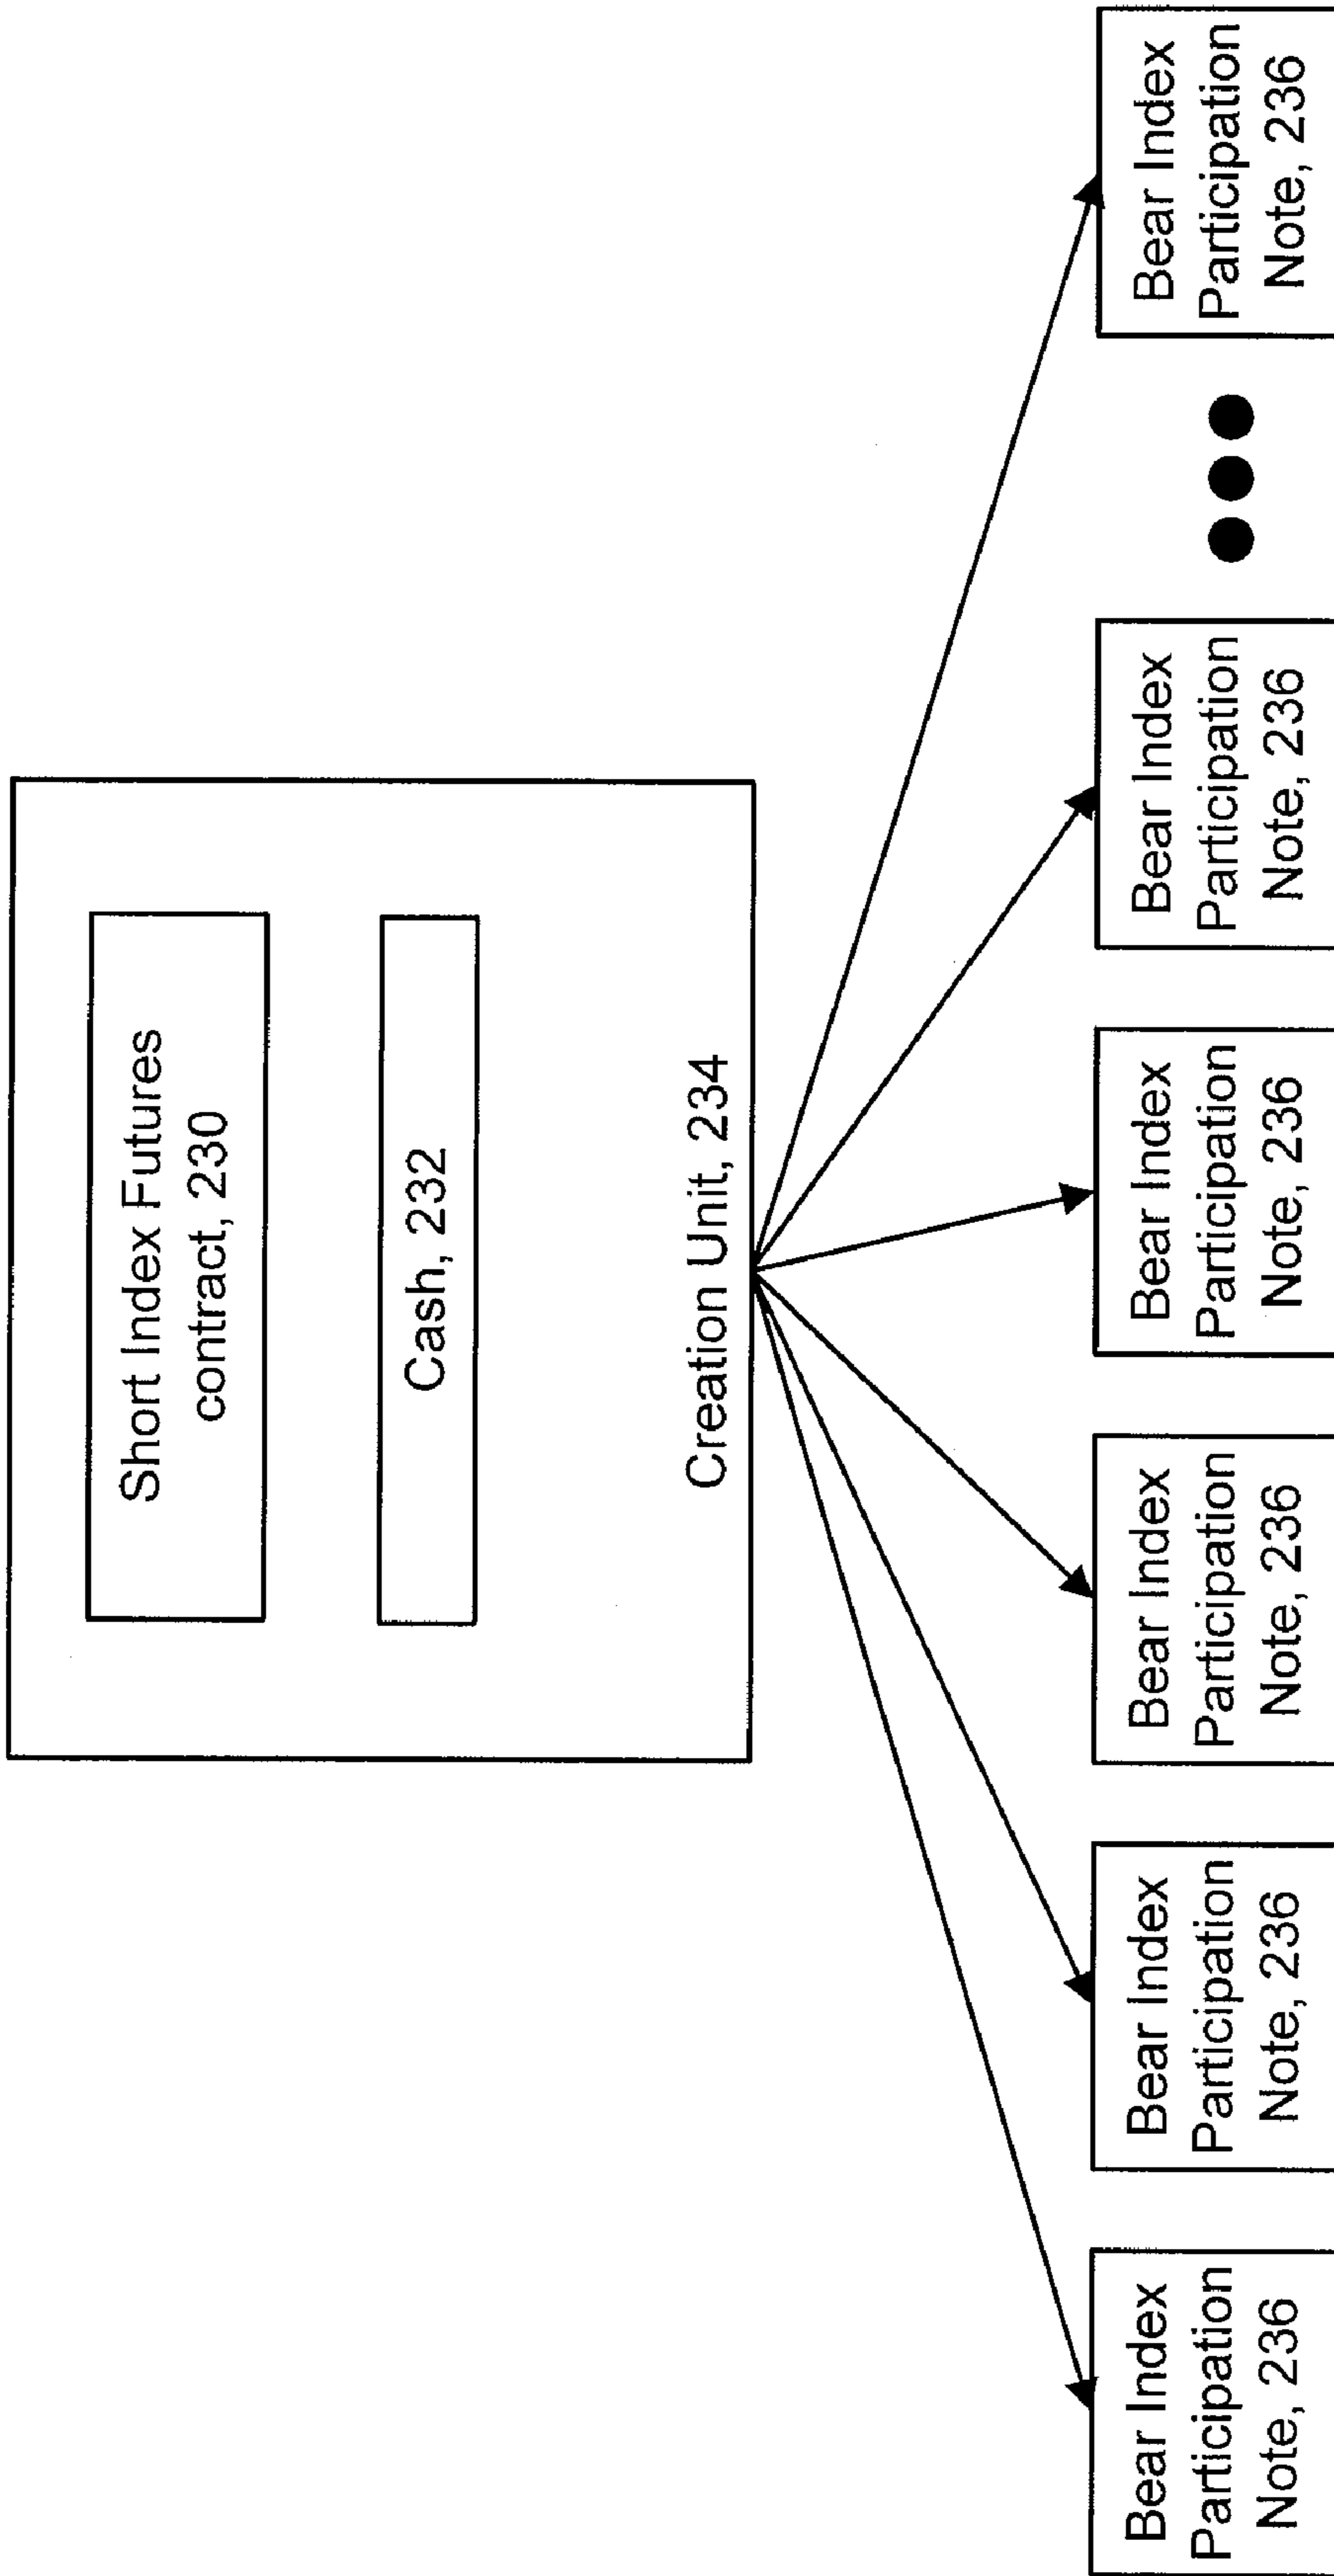 Short Index Futures
contract, 230
Cash, 232
Creation Unit, 234
Bear Index
Participation
Note, 236
Bear Index
Participation
Note, 236
Bear Index
Participation
Note, 236
Bear Index
Participation
Note, 236
Bear Index
Participation
Note, 236
Bear Index
Participation
Note, 236